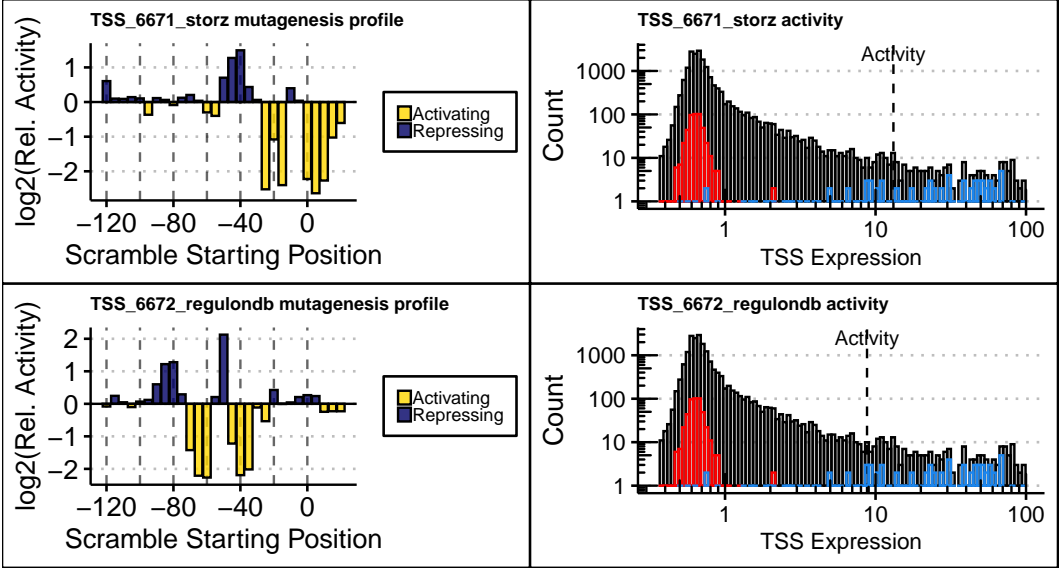 TSS_6671_storz mutagenesis profile
log2(Rel. Activity)
1
0
−1
−2
−120
−80
−40
0
Scramble Starting Position
Activating
Repressing
TSS_6671_storz activity
Activity
Count
1000
100
10
1
1
10
100
TSS Expression
TSS_6672_regulondb mutagenesis profile
log2(Rel. Activity)
2
1
0
−1
−2
−120
−80
−40
0
Scramble Starting Position
Activating
Repressing
TSS_6672_regulondb activity
Activity
Count
1000
100
10
1
1
10
100
TSS Expression